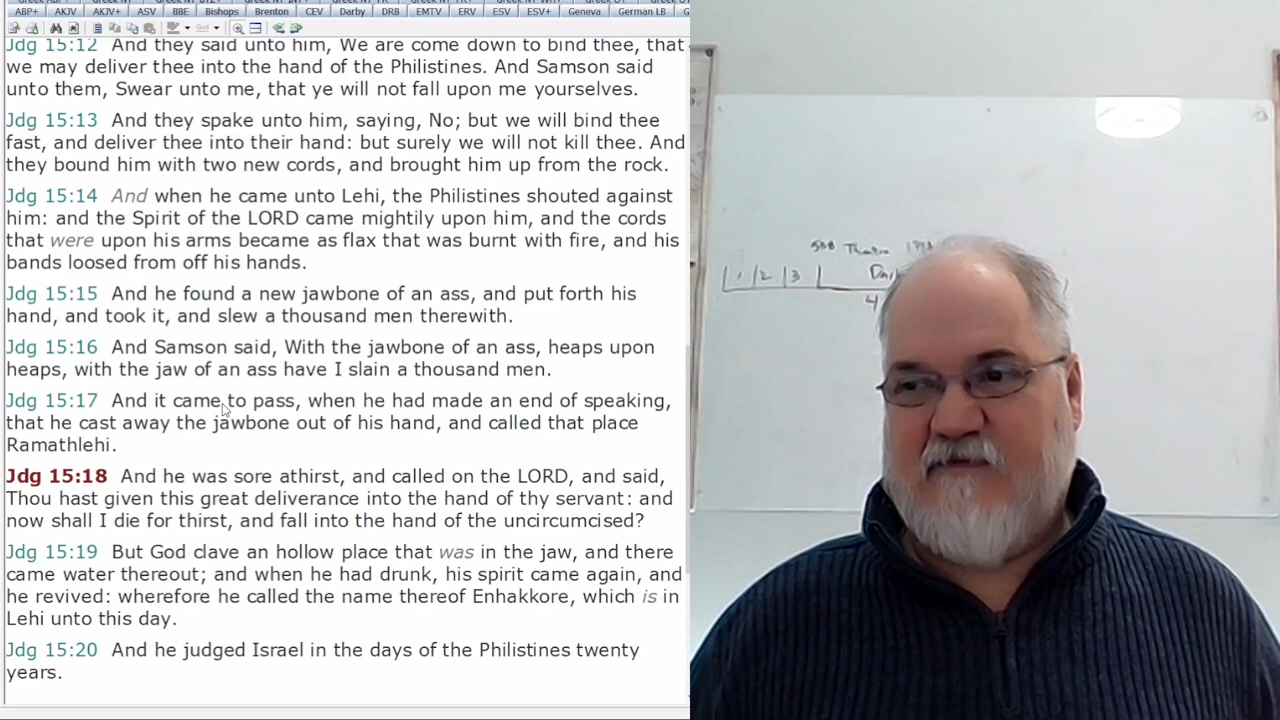 ABP+ AKJV AKJV+ ASV BBE Bishops Brenton CEV Darby DRB EMTV ERV ESV ESV+ Geneva German LB G
Jdg 15:12 And they said unto him, We are come down to bind thee, that
we may deliver thee into the hand of the Philistines. And Samson said
unto them, Swear unto me, that ye will not fall upon me yourselves.
Jdg 15:13 And they spake unto him, saying, No; but we will bind thee
fast, and deliver thee into their hand: but surely we will not kill thee. And
they bound him with two new cords, and brought him up from the rock.
Jdg 15:14 And when he came unto Lehi, the Philistines shouted against
him: and the Spirit of the LORD came mightily upon him, and the cords
that were upon his arms became as flax that was burnt with fire, and his
bands loosed from off his hands.
Jdg 15:15 And he found a new jawbone of an ass, and put forth his
hand, and took it, and slew a thousand men therewith.
Jdg 15:16 And Samson said, With the jawbone of an ass, heaps upon
heaps, with the jaw of an ass have I slain a thousand men.
Jdg 15:17 And it came to pass, when he had made an end of speaking,
that he cast away the jawbone out of his hand, and called that place
Ramathlehi.
Jdg 15:18 And he was sore athirst, and called on the LORD, and said,
Thou hast given this great deliverance into the hand of thy servant: and
now shall I die for thirst, and fall into the hand of the uncircumcised?
Jdg 15:19 But God clave an hollow place that was in the jaw, and there
came water thereout; and when he had drunk, his spirit came again, and
he revived: wherefore he called the name thereof Enhakkore, which is in
Lehi unto this day.
Jdg 15:20 And he judged Israel in the days of the Philistines twenty
years.
1 2 3
4